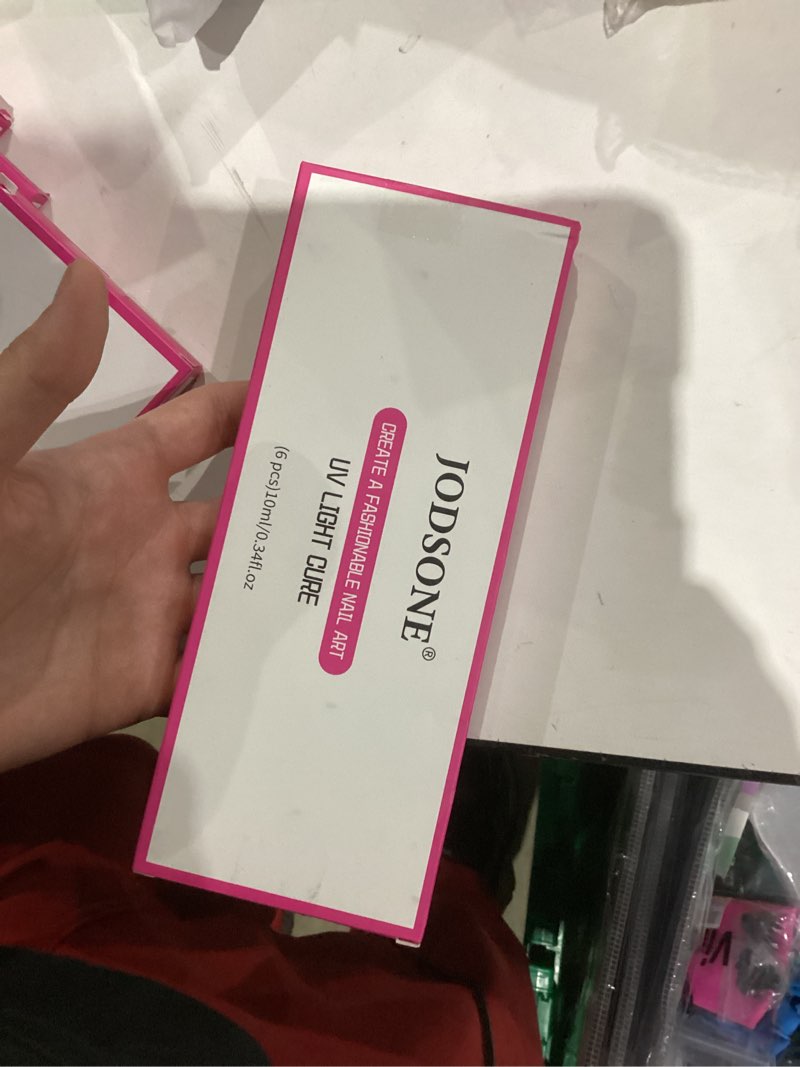 JODSONE®
CREATE A FASHIONABLE NAIL ART
UV LIGHT CURE
(6 pcs)10ml/0.34fl.oz